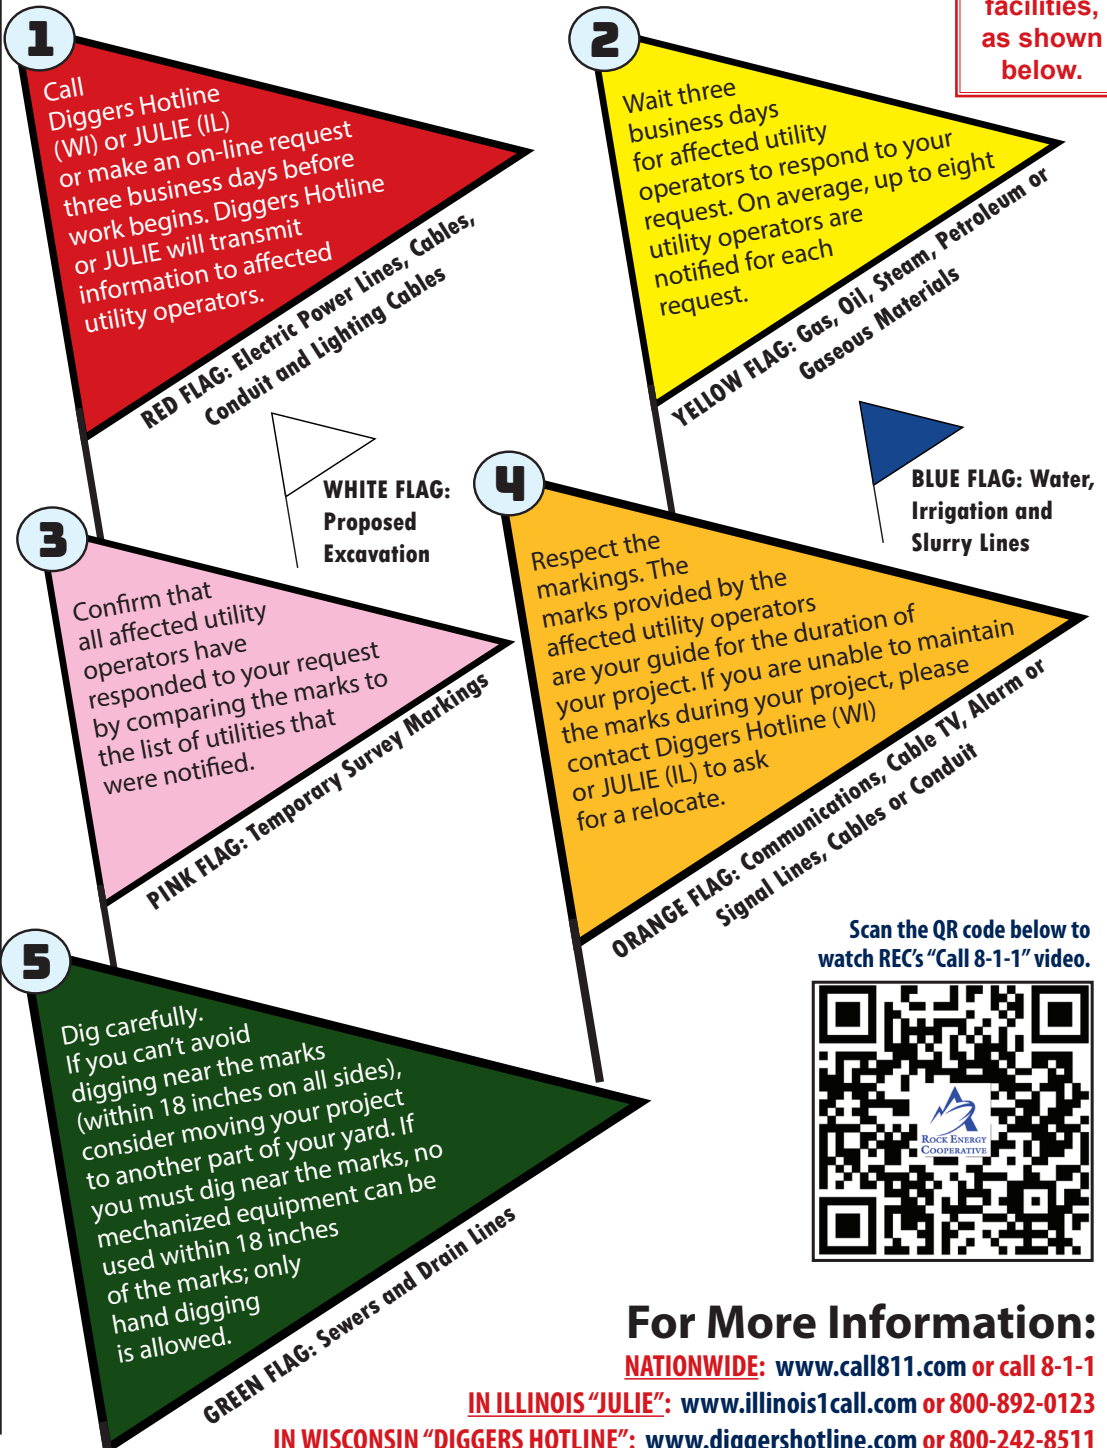 facilities,
as shown
below.
1
Call
Diggers Hotline
(WI) or JULIE (IL)
or make an on-line request
three business days before
work begins. Diggers Hotline
or JULIE will transmit
information to affected
utility operators.
RED FLAG: Electric Power Lines, Cables,
Conduit and Lighting Cables
2
Wait three
business days
for affected utility
operators to respond to your
request. On average, up to eight
utility operators are
notified for each
request.
YELLOW FLAG: Gas, Oil, Steam, Petroleum or
Gaseous Materials
WHITE FLAG:
Proposed
Excavation
BLUE FLAG: Water,
Irrigation and
Slurry Lines
3
Confirm that
all affected utility
operators have
responded to your request
by comparing the marks to
the list of utilities that
were notified.
PINK FLAG: Temporary Survey Markings
4
Respect the
markings. The
marks provided by the
affected utility operators
are your guide for the duration of
your project. If you are unable to maintain
the marks during your project, please
contact Diggers Hotline (WI)
or JULIE (IL) to ask
for a relocate.
ORANGE FLAG: Communications, Cable TV, Alarm or
Signal Lines, Cables or Conduit
5
Dig carefully.
If you can't avoid
digging near the marks
(within 18 inches on all sides),
consider moving your project
to another part of your yard. If
you must dig near the marks, no
mechanized equipment can be
used within 18 inches
of the marks; only
hand digging
is allowed.
GREEN FLAG: Sewers and Drain Lines
Scan the QR code below to
watch REC's “Call 8-1-1” video.
ROCK ENERGY
COOPERATIVE
For More Information:
NATIONWIDE: www.call811.com or call 8-1-1
IN ILLINOIS “JULIE”: www.illinois1call.com or 800-892-0123
IN WISCONSIN “DIGGERS HOTLINE”: www.diggershotline.com or 800-242-8511